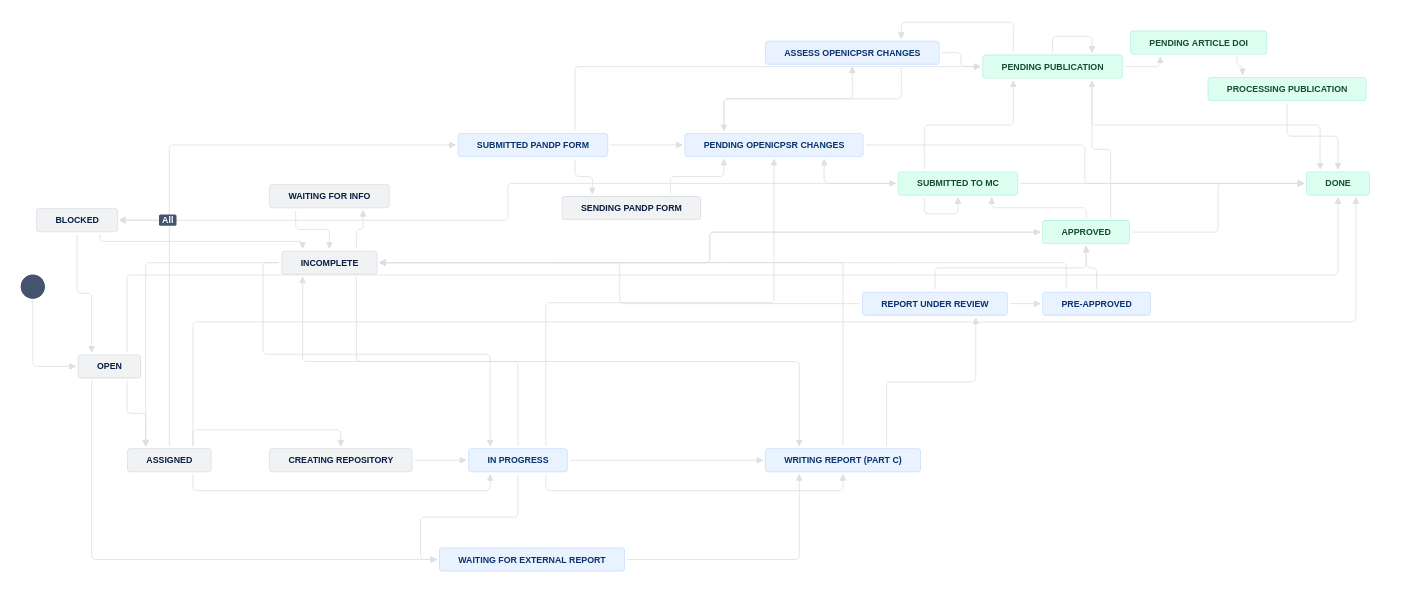 PENDING ARTICLE DOI
ASSESS OPENICPSR CHANGES
PENDING PUBLICATION
PROCESSING PUBLICATION
SUBMITTED PANDP FORM
PENDING OPENICPSR CHANGES
SUBMITTED TO MC
DONE
WAITING FOR INFO
SENDING PANDP FORM
BLOCKED
All
APPROVED
INCOMPLETE
REPORT UNDER REVIEW
PRE-APPROVED
OPEN
ASSIGNED
CREATING REPOSITORY
IN PROGRESS
WRITING REPORT (PART C)
WAITING FOR EXTERNAL REPORT